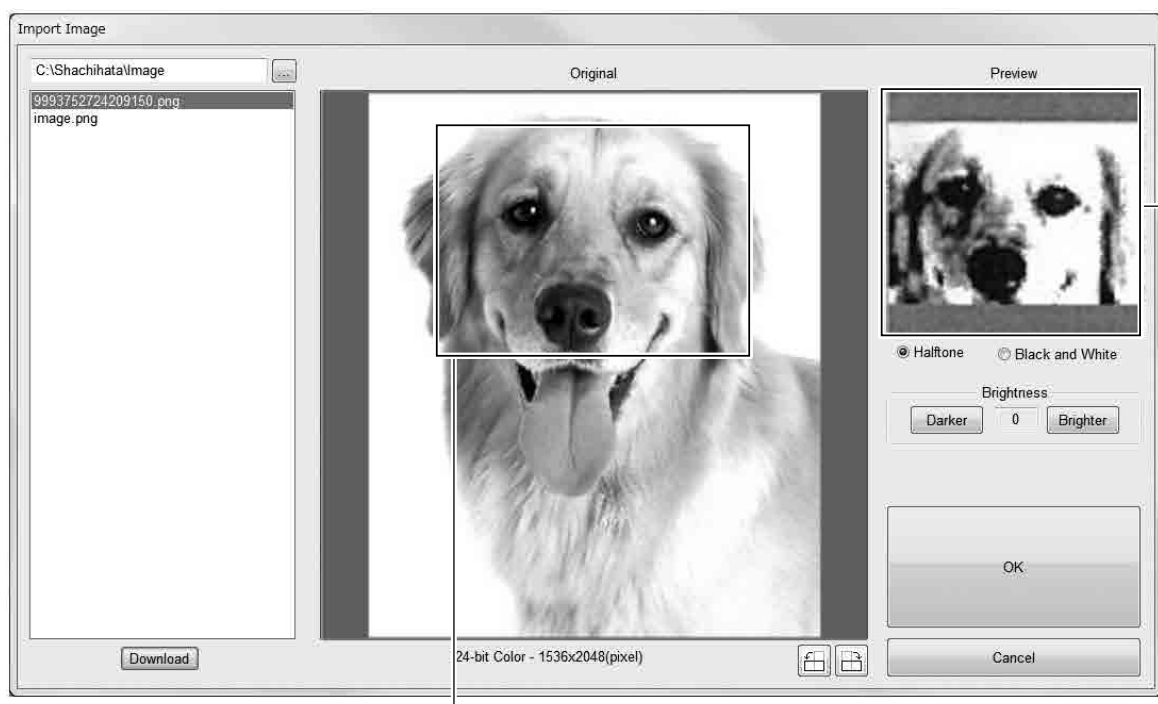 Import Image
C:\Shachihata\Image
...
Original
Preview
9993752724209150.png
image.png
Halftone
Black and White
Brightness
Darker
0
Brighter
OK
Download
24-bit Color - 1536x2048(pixel)
Cancel